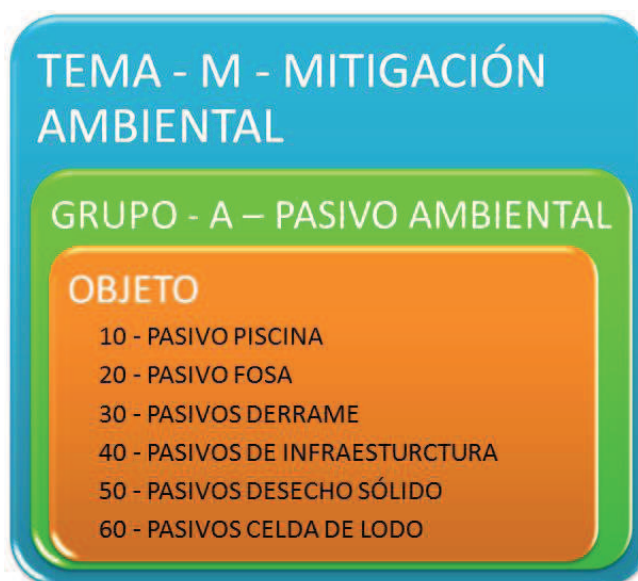 TEMA - M - MITIGACIÓN
AMBIENTAL
GRUPO - A – PASIVO AMBIENTAL
OBJETO
10 - PASIVO PISCINA
20 - PASIVO FOSA
30 - PASIVOS DERRAME
40 - PASIVOS DE INFRAESTURCTURA
50 - PASIVOS DESECHO SÓLIDO
60 - PASIVOS CELDA DE LODO